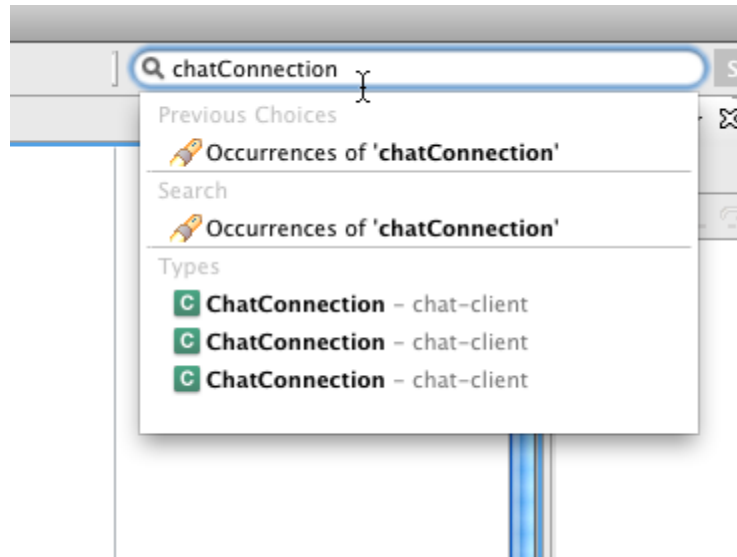 chatConnection
S
Previous Choices
Occurrences of 'chatConnection'
Search
Occurrences of 'chatConnection'
Types
C ChatConnection – chat-client
C ChatConnection – chat-client
C ChatConnection – chat-client